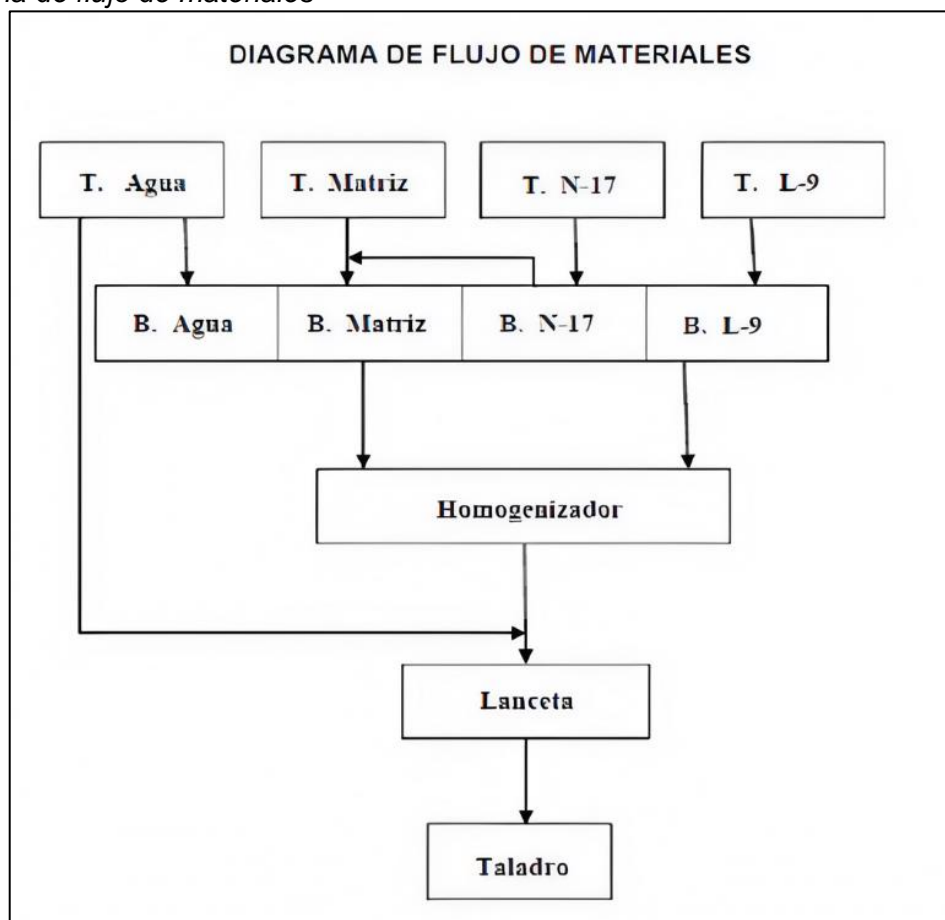 de flujo de materiales
DIAGRAMA DE FLUJO DE MATERIALES
T. Agua
T. Matriz
T. N-17
T. L-9
B. Agua
B. Matriz
B. N-17
B. L-9
Homogenizador
Lanceta
Taladro